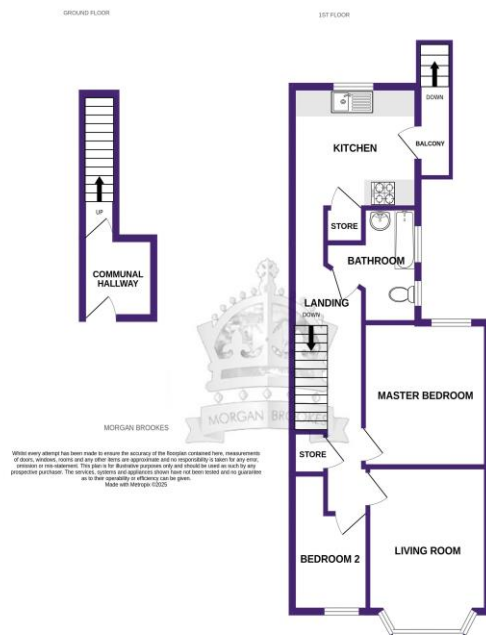 GROUND FLOOR
1ST FLOOR
DOWN
BALCONY
KITCHEN
STORE
UP
BATHROOM
COMMUNAL
HALLWAY
LANDING
DOWN
MASTER BEDROOM
MORGAN BROOKES
MORGAN BROOKES
STORE
Whilst every attempt has been made to ensure the accuracy of the floorplan contained here, measurements
of doors, windows, rooms and any other items are approximate and no responsibility is taken for any error,
omission or mis-statement. This plan is for illustrative purposes only and should be used as such by any
prospective purchaser. The services, systems and appliances shown have not been tested and no guarantee
as to their operability or efficiency can be given.
Made with Metropix ©2025
BEDROOM 2
LIVING ROOM